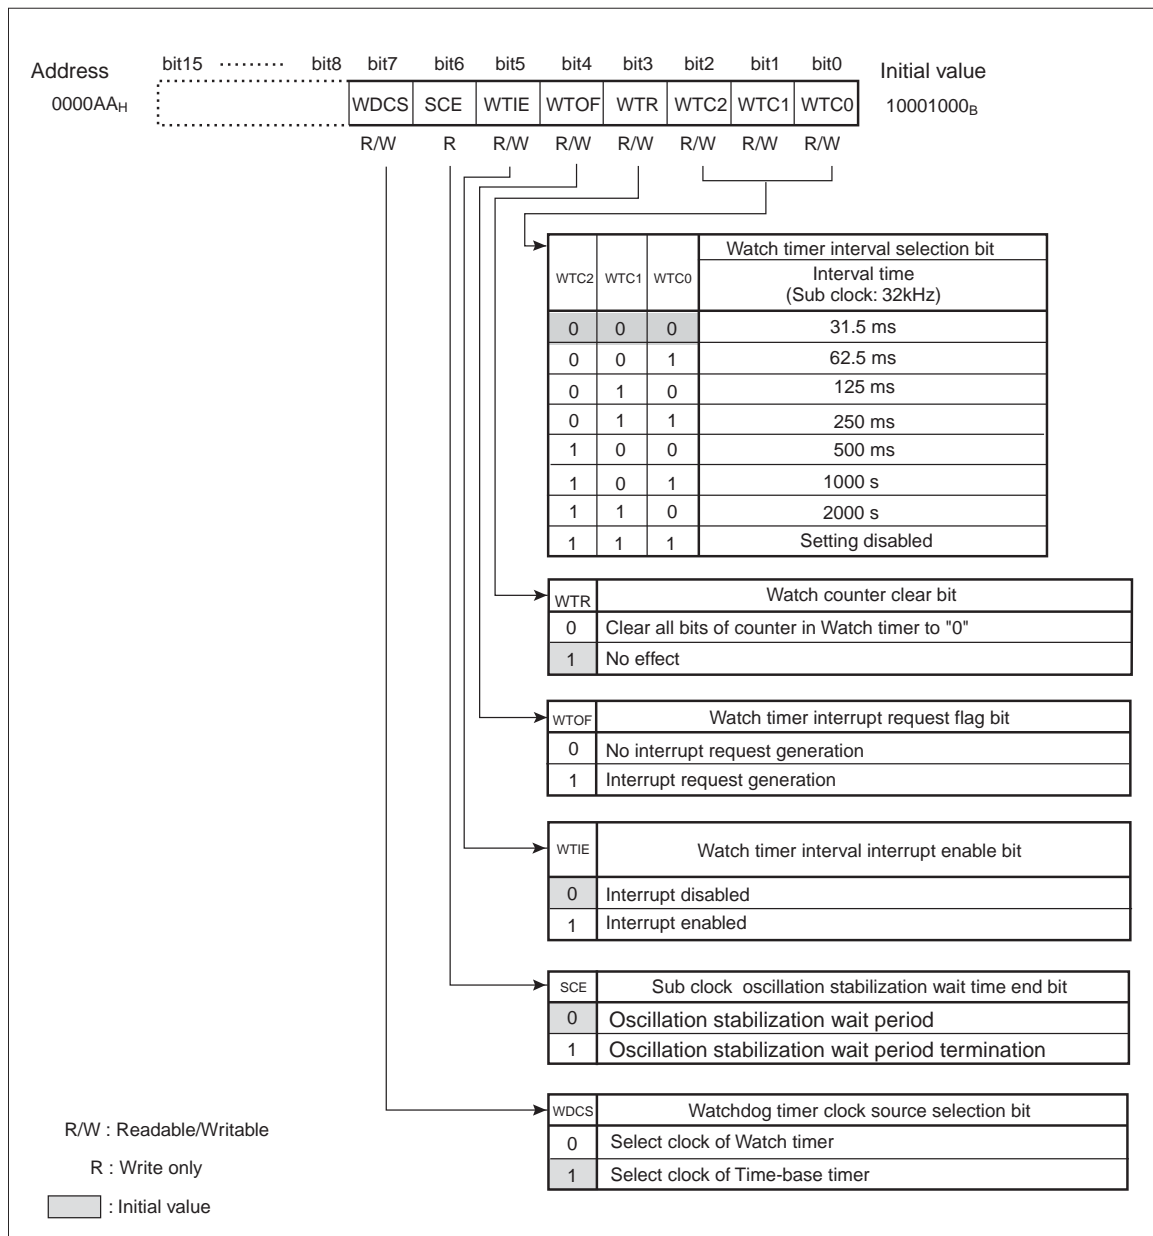 Address bit15 bit8 bit7 bit6 bit5 bit4 bit3 bit2 bit1 bit0 Initial value
0000AAH WDCS SCE WTIE WTOF WTR WTC2 WTC1 WTC0 10001000B
R/W R R/W R/W R/W R/W R/W R/W
Watch timer interval selection bit
WTC2 WTC1 WTC0 Interval time
(Sub clock: 32kHz)
0 0 0 31.5 ms
0 0 1 62.5 ms
0 1 0 125 ms
0 1 1 250 ms
1 0 0 500 ms
1 0 1 1000 s
1 1 0 2000 s
1 1 1 Setting disabled
WTR Watch counter clear bit
0 Clear all bits of counter in Watch timer to "0"
1 No effect
WTOF Watch timer interrupt request flag bit
0 No interrupt request generation
1 Interrupt request generation
WTIE Watch timer interval interrupt enable bit
0 Interrupt disabled
1 Interrupt enabled
SCE Sub clock oscillation stabilization wait time end bit
0 Oscillation stabilization wait period
1 Oscillation stabilization wait period termination
WDCS Watchdog timer clock source selection bit
0 Select clock of Watch timer
1 Select clock of Time-base timer
R/W : Readable/Writable
R : Write only
: Initial value